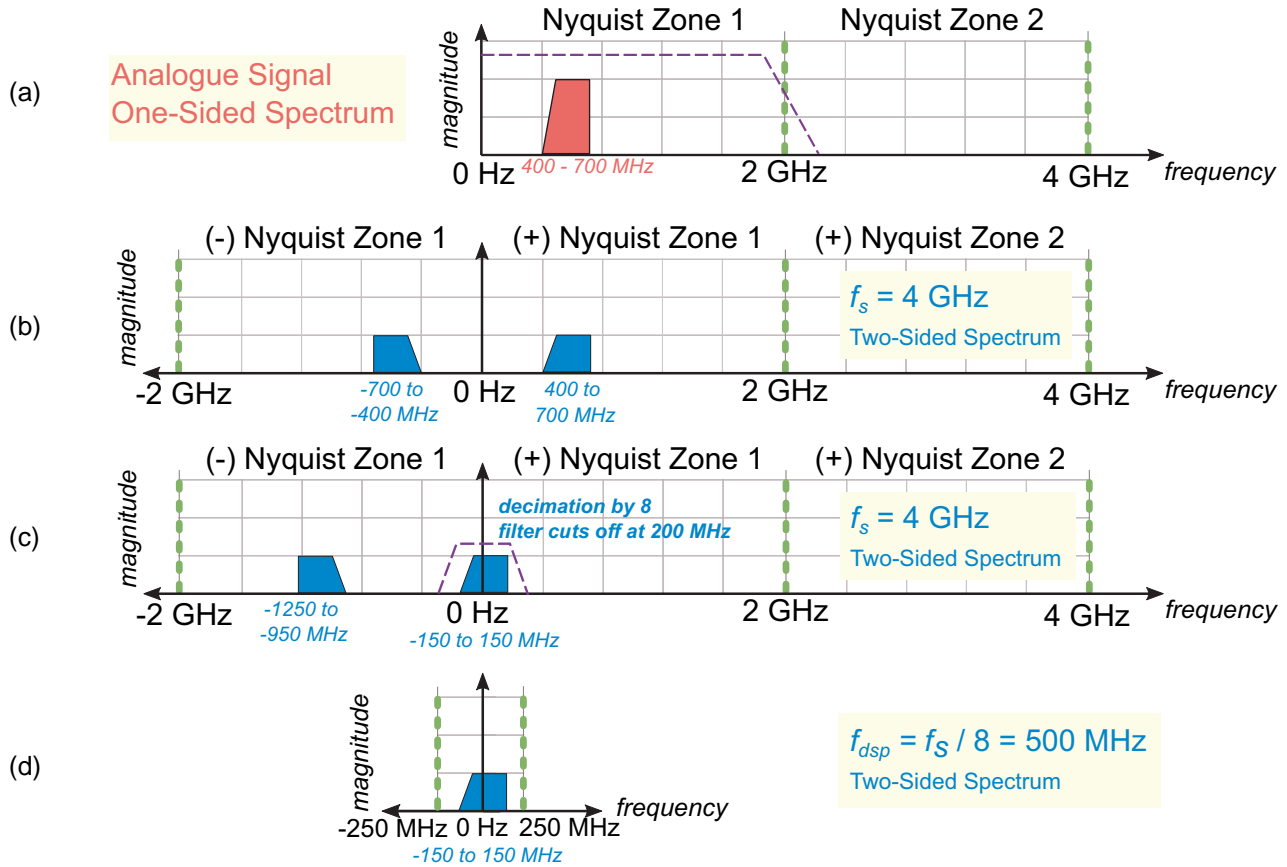 Nyquist Zone 1
Nyquist Zone 2
(a)
Analogue Signal
One-Sided Spectrum
magnitude
400 - 700 MHz
0 Hz
2 GHz
4 GHz
frequency
(-) Nyquist Zone 1
(+) Nyquist Zone 1
(+) Nyquist Zone 2
(b)
magnitude
fs = 4 GHz
Two-Sided Spectrum
-2 GHz
-700 to
-400 MHz
0 Hz
400 to
700 MHz
2 GHz
4 GHz
frequency
(-) Nyquist Zone 1
(+) Nyquist Zone 1
(+) Nyquist Zone 2
(c)
magnitude
decimation by 8
filter cuts off at 200 MHz
fs = 4 GHz
Two-Sided Spectrum
-2 GHz
-1250 to
-950 MHz
0 Hz
-150 to 150 MHz
2 GHz
4 GHz
frequency
(d)
magnitude
fdsp = fs / 8 = 500 MHz
Two-Sided Spectrum
frequency
-250 MHz
0 Hz
250 MHz
-150 to 150 MHz